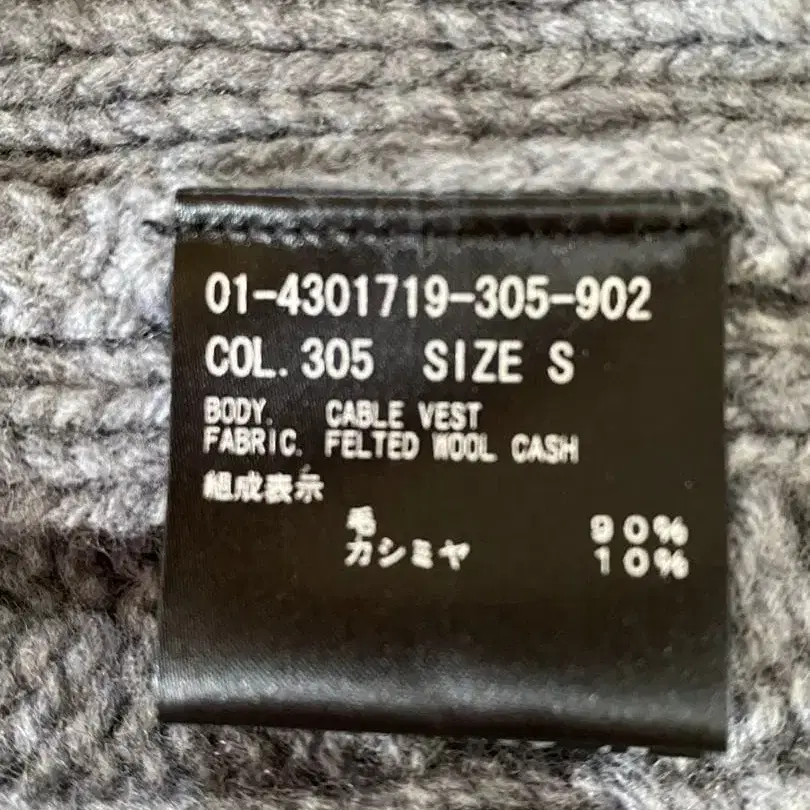 01-4301719-305-902
COL. 305 SIZE S
BODY. CABLE VEST
FABRIC. FELTED WOOL CASH
組成表示
毛 90%
カシミヤ 10%